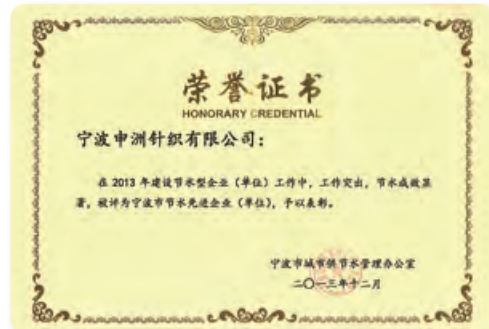 荣誉证书
HONORARY CREDENTIAL
宁波申洲针织有限公司：
在 2013 年建设节水型企业（单位）工作中，工作突出，节水成效显
著，被评为宁波市节水先进企业（单位），予以表彰。
宁波市城市供节水管理办公室
二〇一三年十二月